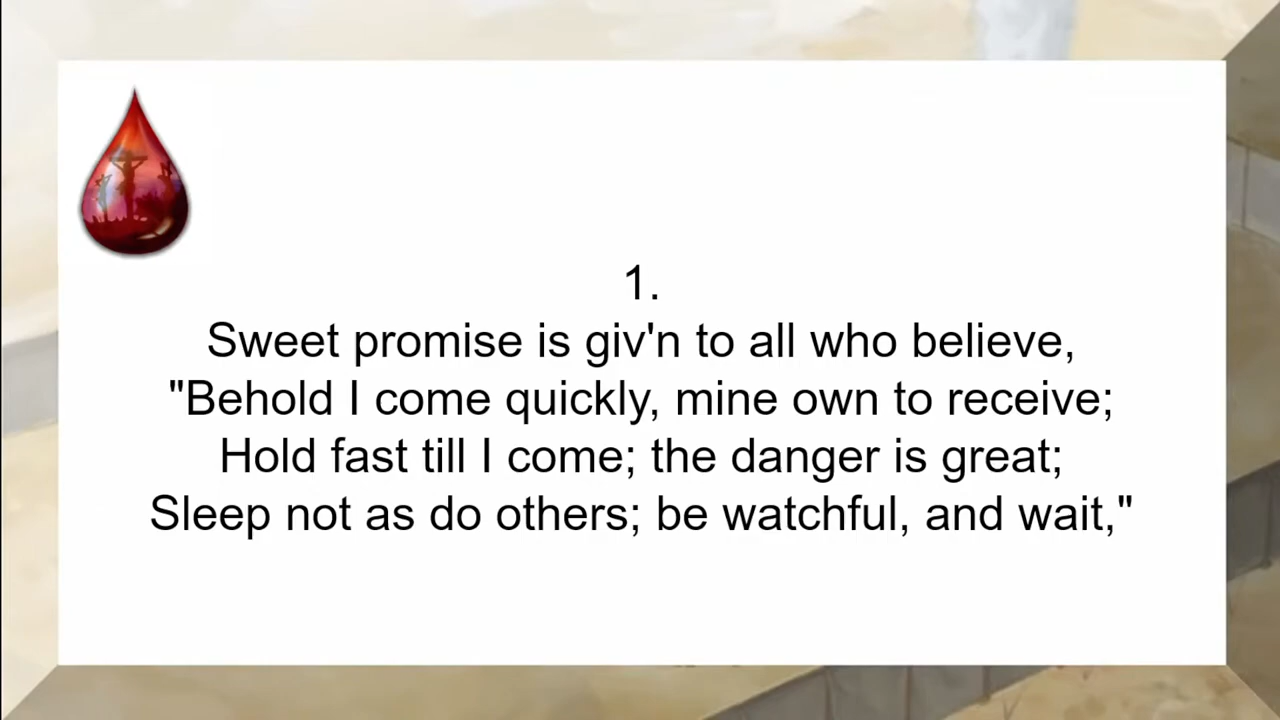 1.
Sweet promise is giv'n to all who believe,
"Behold I come quickly, mine own to receive;
Hold fast till I come; the danger is great;
Sleep not as do others; be watchful, and wait,"